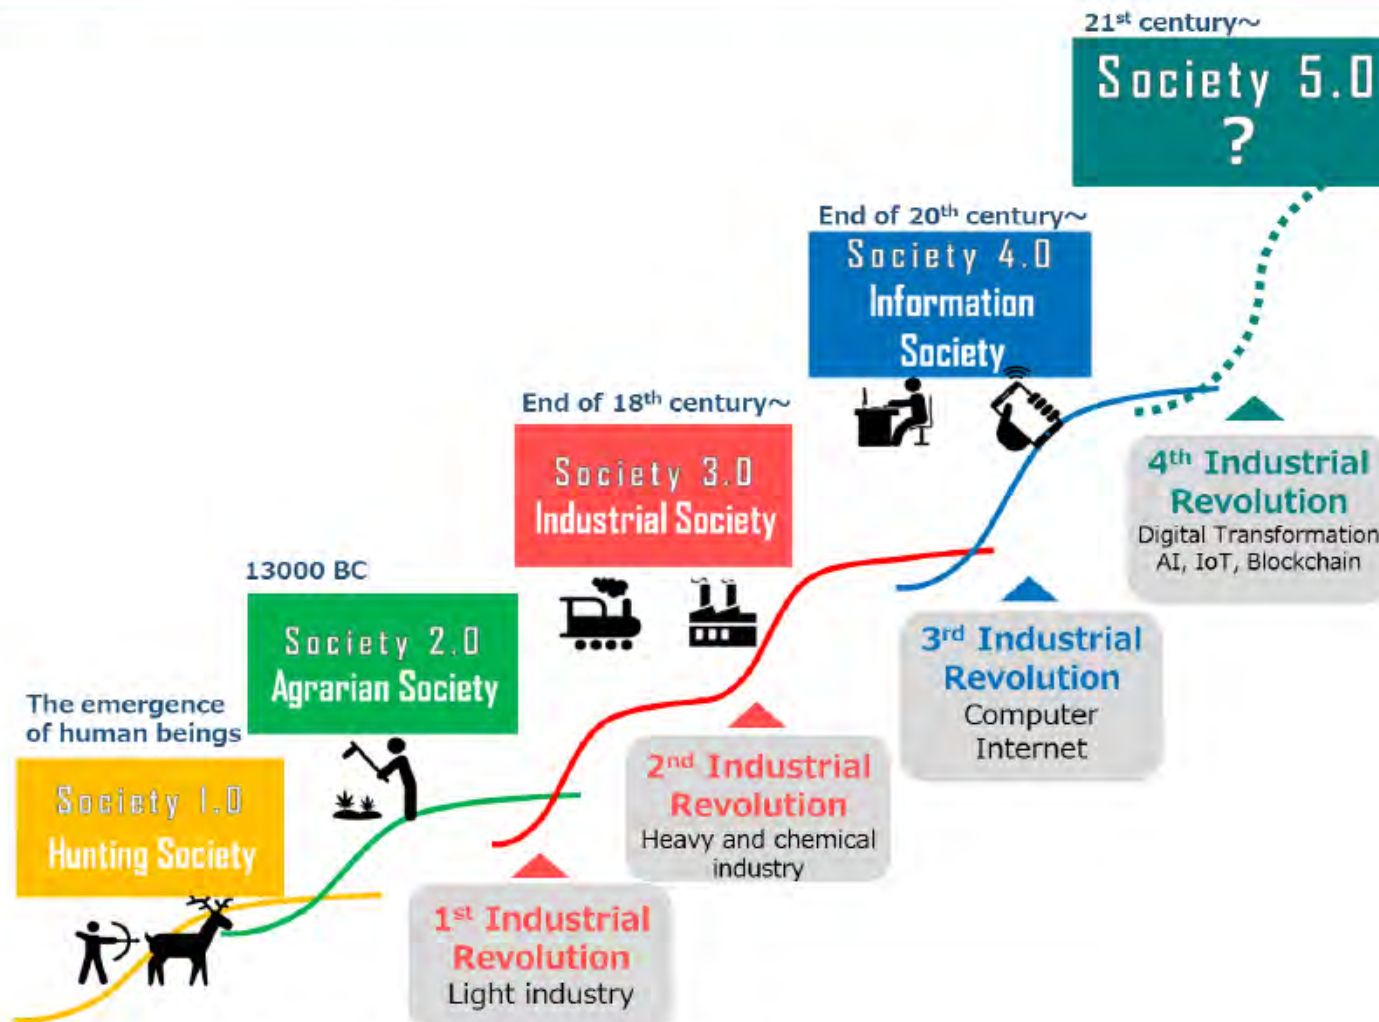 21st century～
Society 5.0
?
End of 20th century～
Society 4.0
Information
Society
End of 18th century～
Society 3.0
Industrial Society
13000 BC
Society 2.0
Agrarian Society
The emergence
of human beings
Society 1.0
Hunting Society
1st Industrial
Revolution
Light industry
2nd Industrial
Revolution
Heavy and chemical
industry
3rd Industrial
Revolution
Computer
Internet
4th Industrial
Revolution
Digital Transformation
AI, IoT, Blockchain